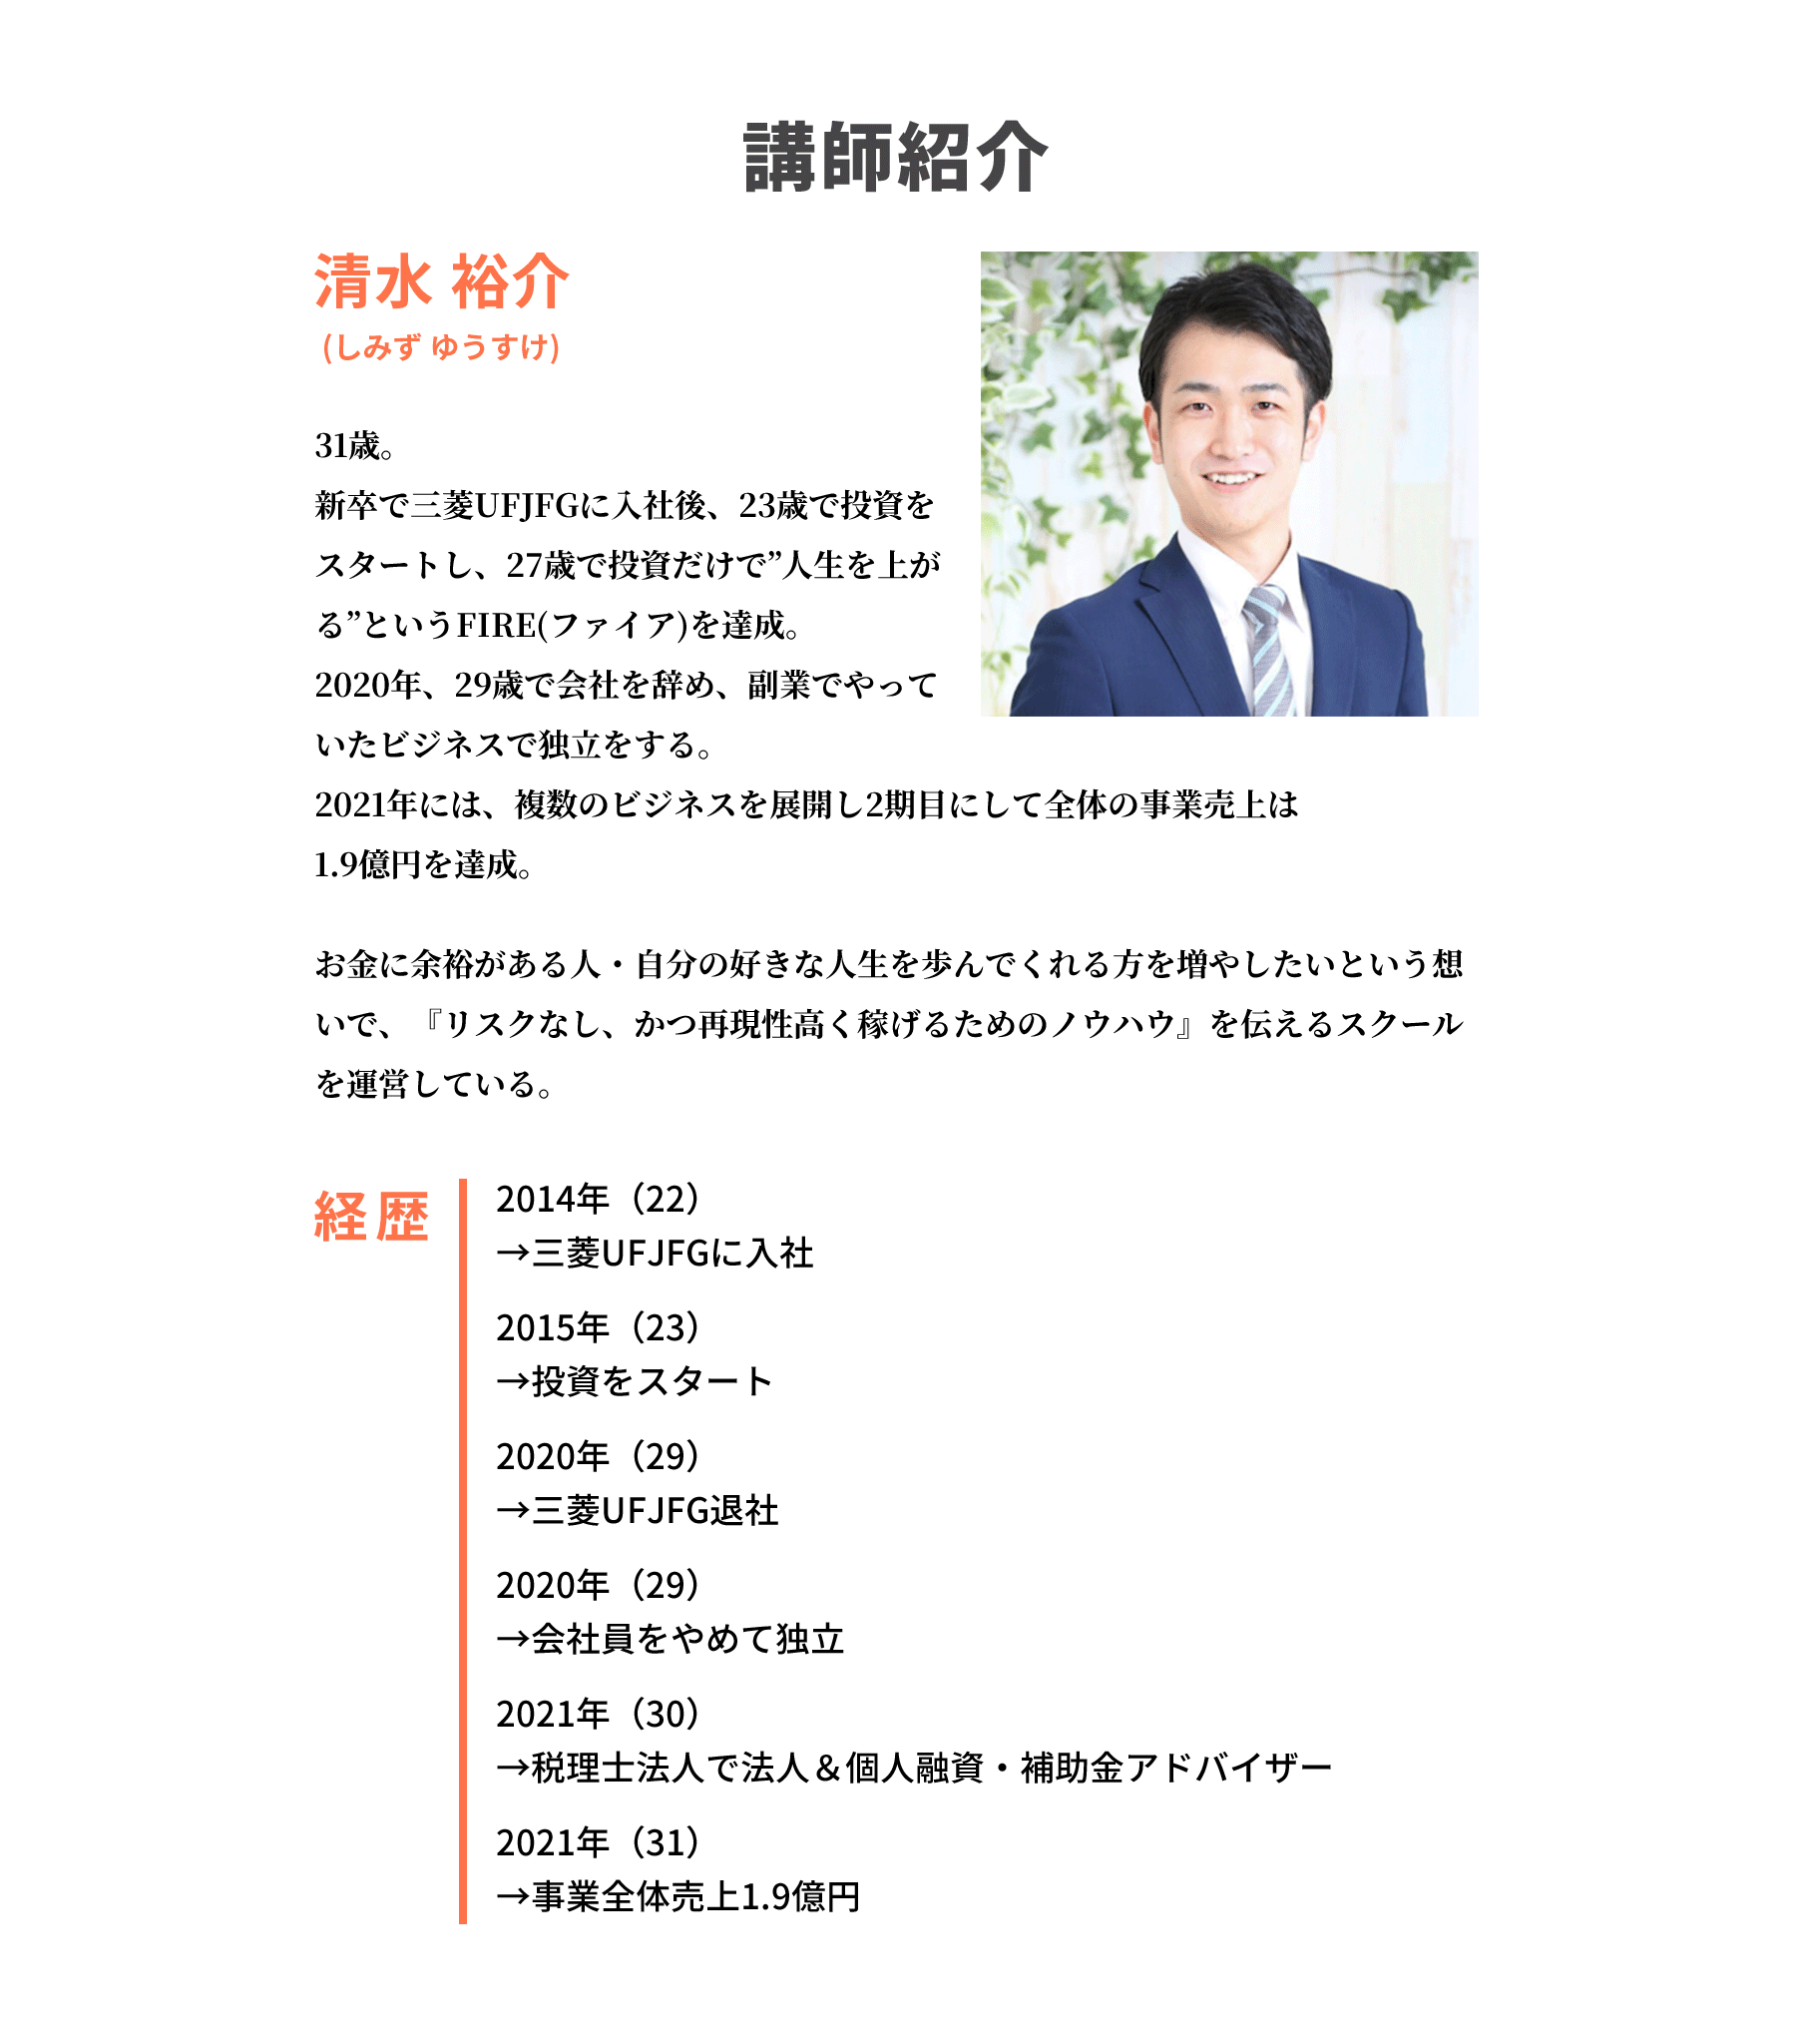 講師紹介
清水 裕介
(しみず ゆうすけ)
31歳。
新卒で三菱UFJFGに入社後、23歳で投資を
スタートし、27歳で投資だけで”人生を上が
る”というFIRE(ファイア)を達成。
2020年、29歳で会社を辞め、副業でやって
いたビジネスで独立をする。
2021年には、複数のビジネスを展開し2期目にして全体の事業売上は
1.9億円を達成。
お金に余裕がある人・自分の好きな人生を歩んでくれる方を増やしたいという想
いで、『リスクなし、かつ再現性高く稼げるためのノウハウ』を伝えるスクール
を運営している。
経歴
2014年（22）
→三菱UFJFGに入社
2015年（23）
→投資をスタート
2020年（29）
→三菱UFJFG退社
2020年（29）
→会社員をやめて独立
2021年（30）
→税理士法人で法人＆個人融資・補助金アドバイザー
2021年（31）
→事業全体売上1.9億円